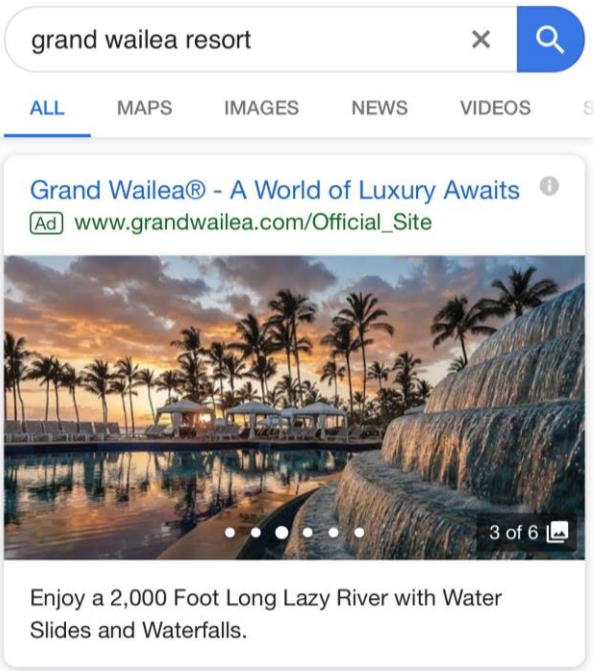 grand wailea resort
ALL MAPS IMAGES NEWS VIDEOS S
Grand Wailea® - A World of Luxury Awaits
Ad www.grandwailea.com/Official_Site
3 of 6
Enjoy a 2,000 Foot Long Lazy River with Water
Slides and Waterfalls.